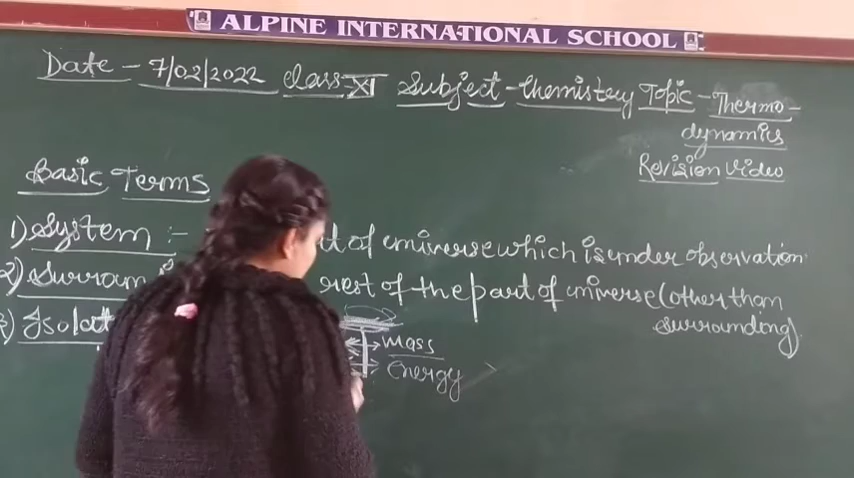 ALPINE INTERNATIONAL SCHOOL
Date - 7/02/2022 Class-XI Subject-Chemistry Topic - Thermo-
dynamics
Revision Video
Basic Terms
1) System :- t of universe which is under observation.
2) Surroun rest of the part of universe (other than
surrounding)
3) Isolat
Mass
Energy